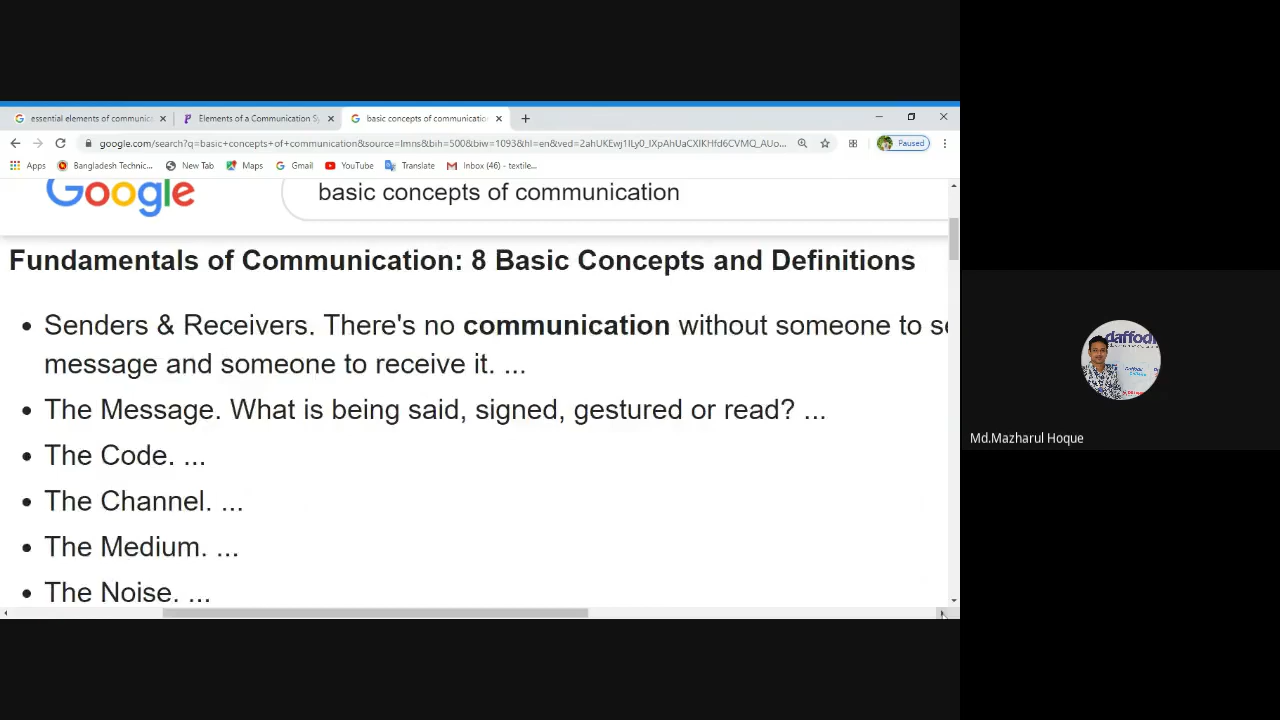 essential elements of communic
Elements of a Communication Sy
basic concepts of communicatio
google.com/search?q=basic+concepts+of+communication&source=lmns&bih=500&biw=1093&hl=en&ved=2ahUKEwj1ILy0_IXpAhUaCXIKHfd6CVMQ_AUo...
Paused
Apps
Bangladesh Technic...
New Tab
Maps
Gmail
YouTube
Translate
Inbox (46) - textile...
Google
basic concepts of communication
Fundamentals of Communication: 8 Basic Concepts and Definitions
• Senders & Receivers. There's no communication without someone to se
message and someone to receive it. ...
• The Message. What is being said, signed, gestured or read? ...
• The Code. ...
• The Channel. ...
• The Medium. ...
• The Noise. ...
daffodi
Md.Mazharul Hoque